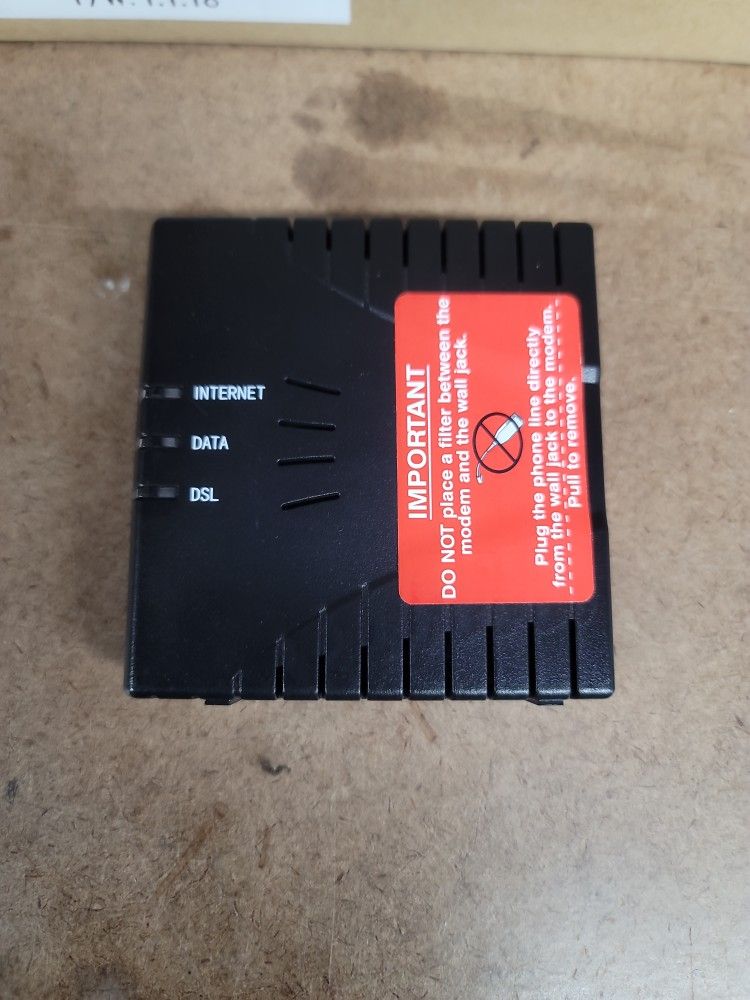 INTERNET
DATA
DSL
IMPORTANT
DO NOT place a filter between the
modem and the wall jack.
Plug the phone line directly
from the wall jack to the modem.
Pull to remove.